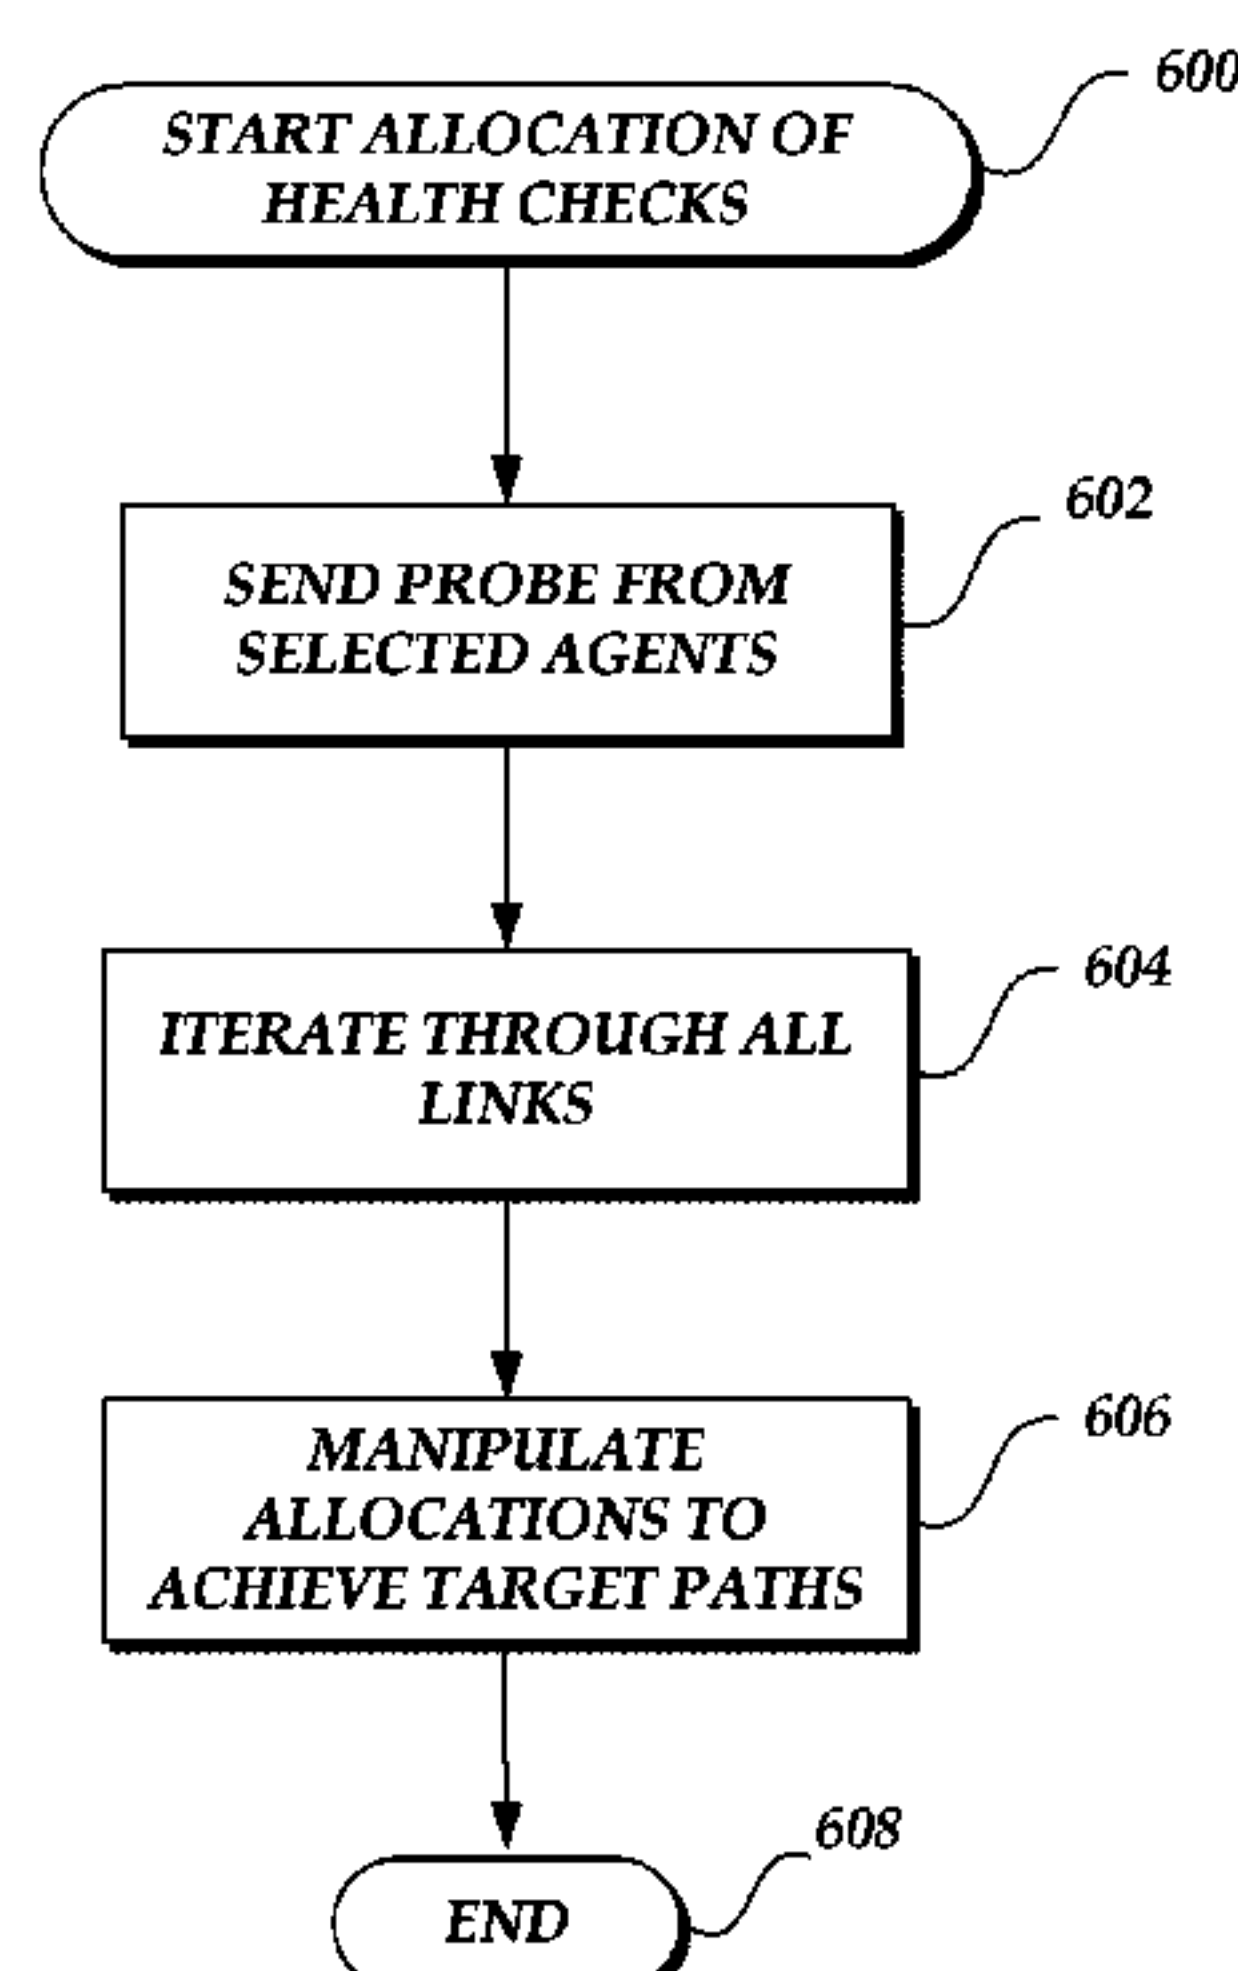 600
START ALLOCATION OF
HEALTH CHECKS
602
SEND PROBE FROM
SELECTED AGENTS
604
ITERATE THROUGH ALL
LINKS
606
MANIPULATE
ALLOCATIONS TO
ACHIEVE TARGET PATHS
608
END